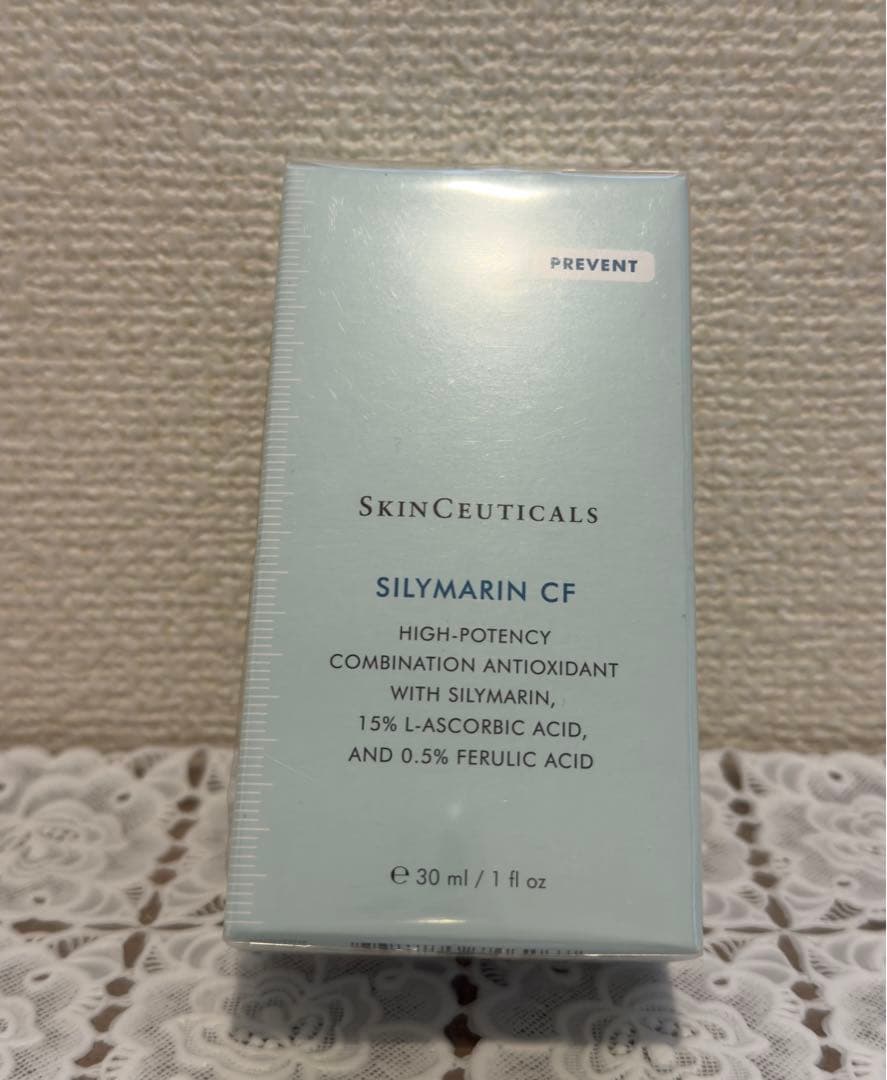 PREVENT
SKINCEUTICALS
SILYMARIN CF
HIGH-POTENCY
COMBINATION ANTIOXIDANT
WITH SILYMARIN,
15% L-ASCORBIC ACID,
AND 0.5% FERULIC ACID
℮ 30 ml / 1 fl oz